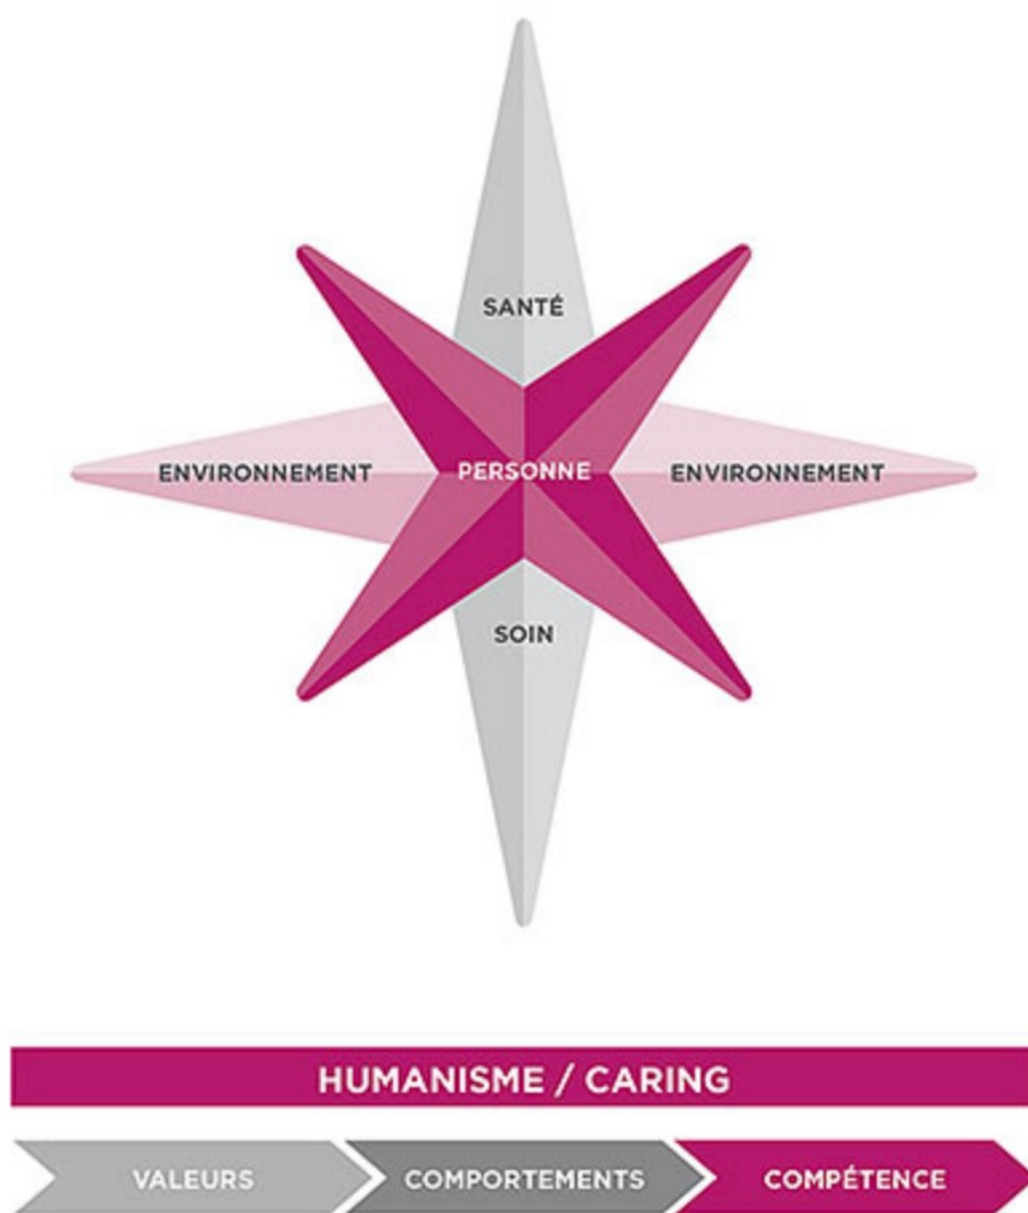 SANTÉ
ENVIRONNEMENT PERSONNE ENVIRONNEMENT
SOIN
HUMANISME / CARING
VALEURS COMPORTEMENTS COMPÉTENCE